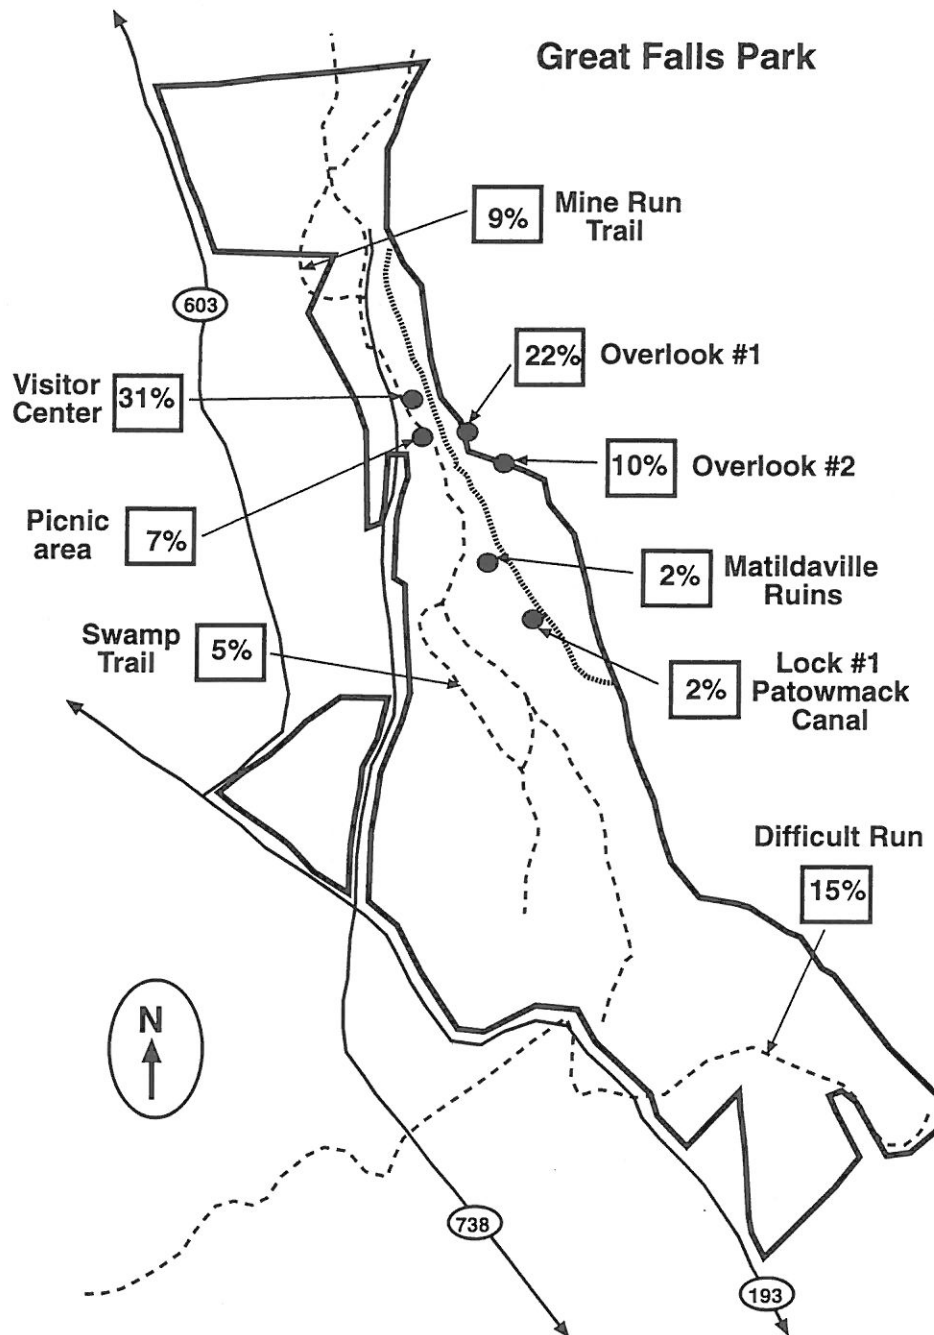 Great Falls Park
9%
Mine Run
Trail
603
22%
Overlook #1
Visitor
Center
31%
10%
Overlook #2
Picnic
area
7%
2%
Matildaville
Ruins
Swamp
Trail
5%
2%
Lock #1
Patowmack
Canal
Difficult Run
15%
N
738
193